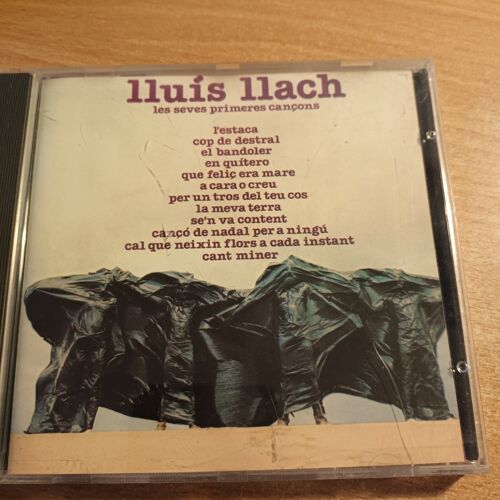 lluís llach
les seves primeres cançons
l'estaca
cop de destral
el bandoler
en quítero
que feliç era mare
a cara o creu
per un tros del teu cos
la meva terra
se'n va content
cançó de nadal per a ningú
cal que neixin flors a cada instant
cant miner